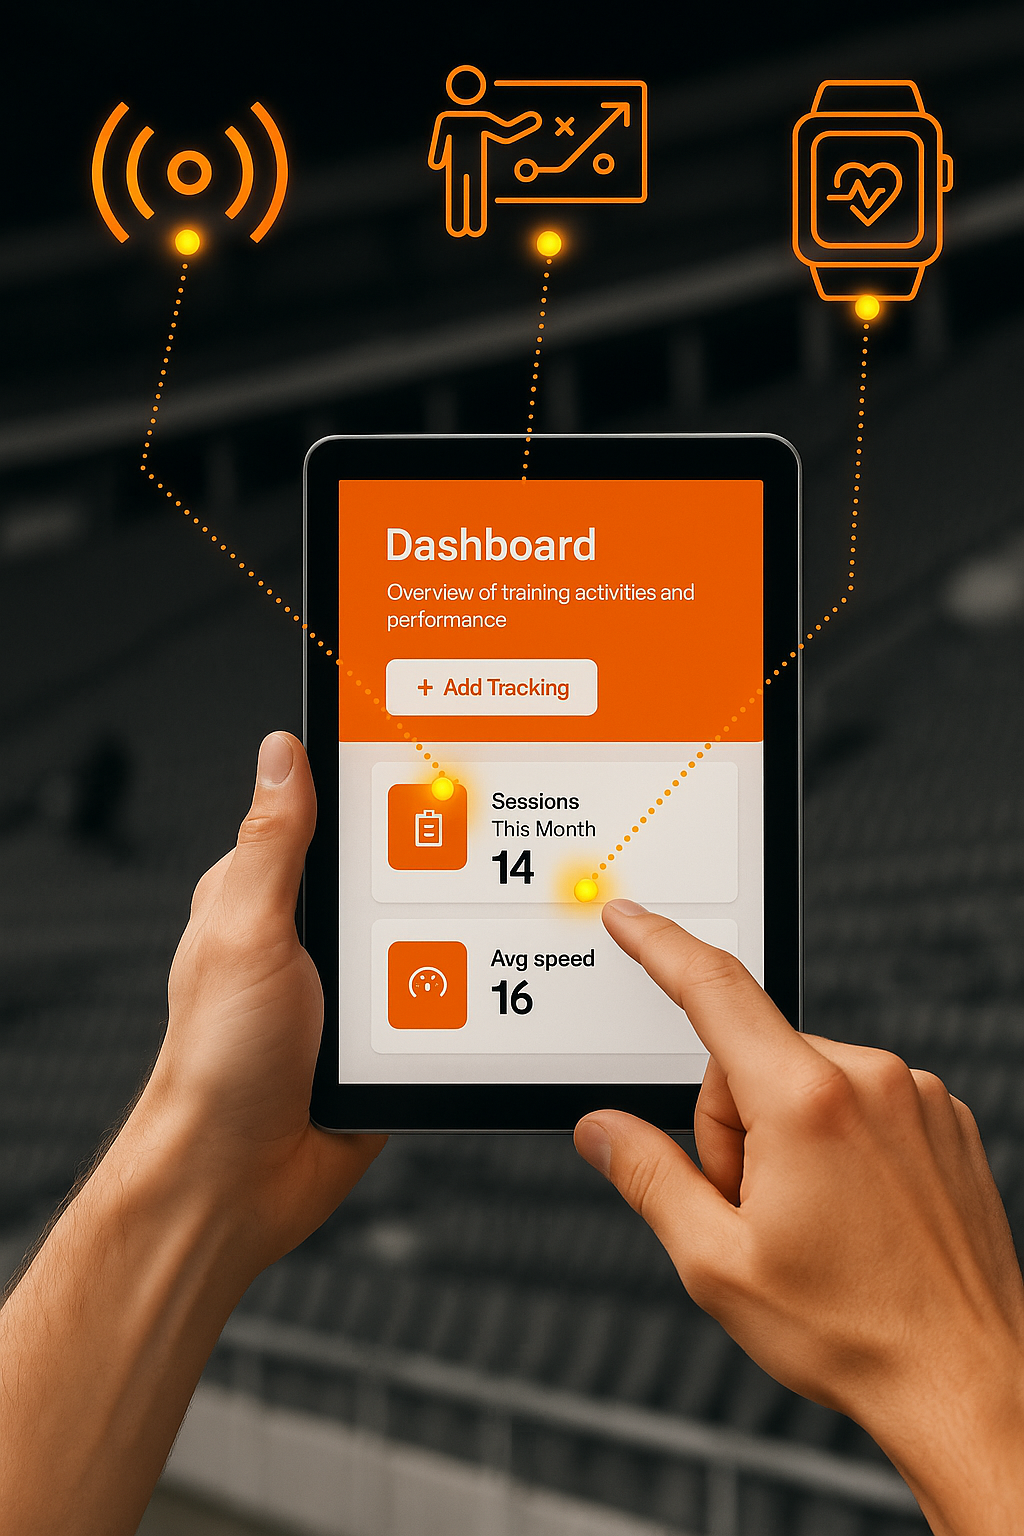 Dashboard
Overview of training activities and
performance
+ Add Tracking
Sessions
This Month
14
Avg speed
16